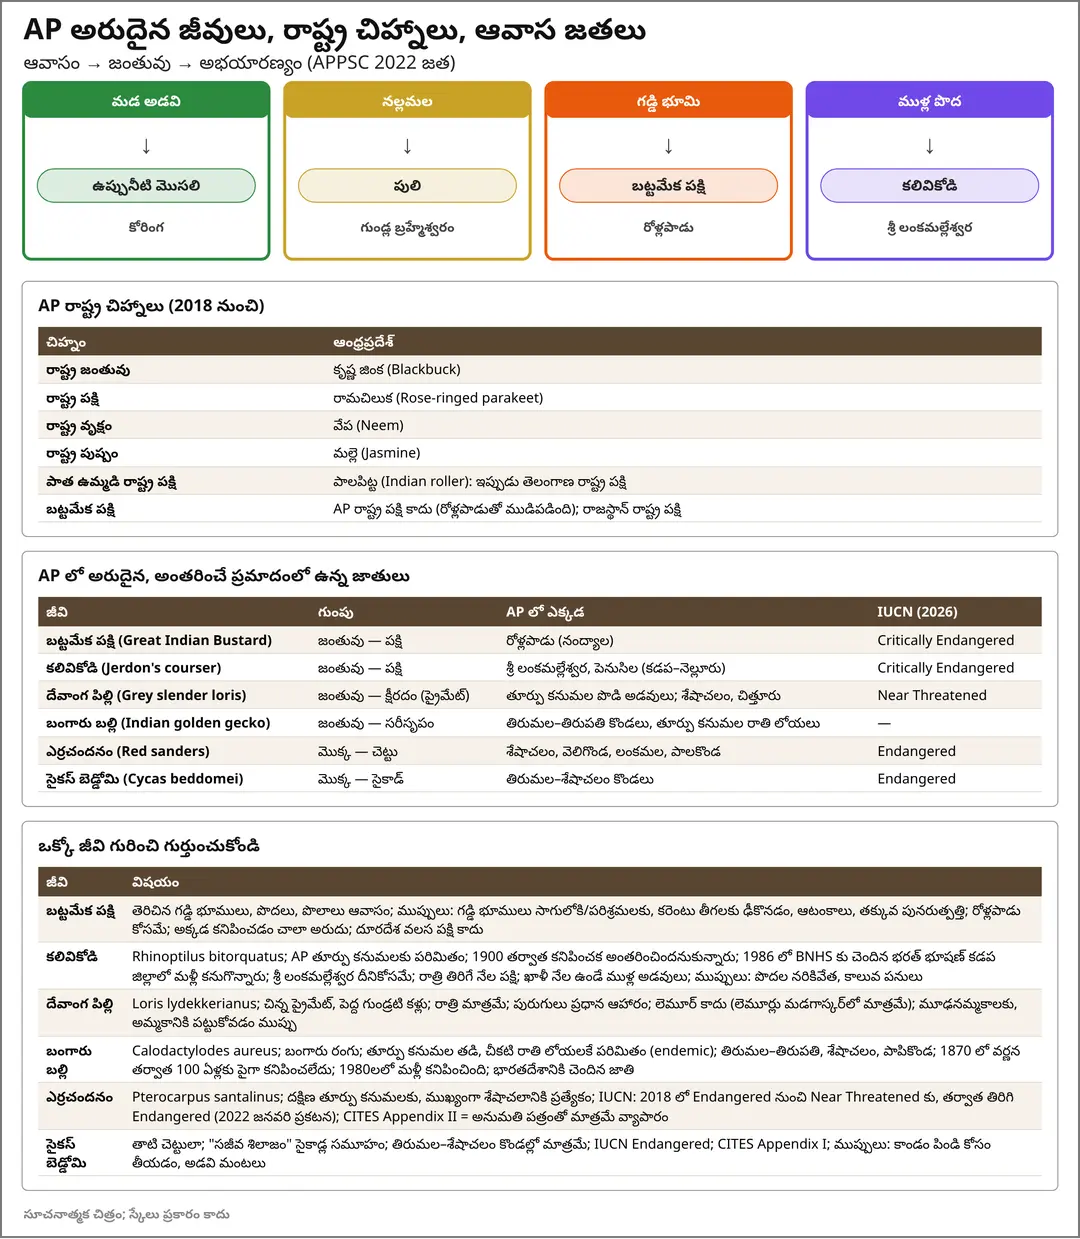 AP అరుదైన జీవులు, రాష్ట్ర చిహ్నాలు, ఆవాస జతలు
ఆవాసం → జంతువు → అభయారణ్యం (APPSC 2022 జత)
మడ అడవి
↓
ఉప్పునీటి మొసలి
కోరింగ
నల్లమల
↓
పులి
గుండ్ల బ్రహ్మేశ్వరం
గడ్డి భూమి
↓
బట్టమేక పక్షి
రోళ్లపాడు
ముళ్ల పొద
↓
కలివికోడి
శ్రీ లంకమల్లేశ్వర
AP రాష్ట్ర చిహ్నాలు (2018 నుంచి)
చిహ్నం ఆంధ్రప్రదేశ్
రాష్ట్ర జంతువు కృష్ణ జింక (Blackbuck)
రాష్ట్ర పక్షి రామచిలుక (Rose-ringed parakeet)
రాష్ట్ర వృక్షం వేప (Neem)
రాష్ట్ర పుష్పం మల్లె (Jasmine)
పాత ఉమ్మడి రాష్ట్ర పక్షి పాలపిట్ట (Indian roller): ఇప్పుడు తెలంగాణ రాష్ట్ర పక్షి
బట్టమేక పక్షి AP రాష్ట్ర పక్షి కాదు (రోళ్లపాడుతో ముడిపడింది); రాజస్థాన్ రాష్ట్ర పక్షి
AP లో అరుదైన, అంతరించే ప్రమాదంలో ఉన్న జాతులు
జీవి గుంపు AP లో ఎక్కడ IUCN (2026)
బట్టమేక పక్షి (Great Indian Bustard) జంతువు — పక్షి రోళ్లపాడు (నంద్యాల) Critically Endangered
కలివికోడి (Jerdon's courser) జంతువు — పక్షి శ్రీ లంకమల్లేశ్వర, పెనుసిల (కడప–నెల్లూరు) Critically Endangered
దేవాంగ పిల్లి (Grey slender loris) జంతువు — క్షీరదం (ప్రైమేట్) తూర్పు కనుమల పొడి అడవులు; శేషాచలం, చిత్తూరు Near Threatened
బంగారు బల్లి (Indian golden gecko) జంతువు — సరీసృపం తిరుమల–తిరుపతి కొండలు, తూర్పు కనుమల రాతి లోయలు —
ఎర్రచందనం (Red sanders) మొక్క — చెట్టు శేషాచలం, వెలిగొండ, లంకమల, పాలకొండ Endangered
సైకస్ బెడ్డోమి (Cycas beddomei) మొక్క — సైకాడ్ తిరుమల–శేషాచలం కొండలు Endangered
ఒక్కో జీవి గురించి గుర్తుంచుకోండి
జీవి విషయం
బట్టమేక పక్షి తెరిచిన గడ్డి భూములు, పొదలు, పొలాలు ఆవాసం; ముప్పులు: గడ్డి భూములు సాగులోకి/పరిశ్రమలకు, కరెంటు తీగలకు ఢీకొనడం, ఆటంకాలు, తక్కువ పునరుత్పత్తి; రోళ్లపాడు
కోసమే; అక్కడ కనిపించడం చాలా అరుదు; దూరదేశ వలస పక్షి కాదు
కలివికోడి Rhinoptilus bitorquatus; AP తూర్పు కనుమలకు పరిమితం; 1900 తర్వాత కనిపించక అంతరించిందనుకున్నారు; 1986 లో BNHS కు చెందిన భరత్ భూషణ్ కడప
జిల్లాలో మళ్లీ కనుగొన్నారు; శ్రీ లంకమల్లేశ్వర దీనికోసమే; రాత్రి తిరిగే నేల పక్షి; ఖాళీ నేల ఉండే ముళ్ల అడవులు; ముప్పులు: పొదల నరికివేత, కాలువ పనులు
దేవాంగ పిల్లి Loris lydekkerianus; చిన్న ప్రైమేట్, పెద్ద గుండ్రటి కళ్లు; రాత్రి మాత్రమే; పురుగులు ప్రధాన ఆహారం; లెమూర్ కాదు (లెమూర్లు మడగాస్కర్‌లో మాత్రమే); మూఢనమ్మకాలకు,
అమ్మకానికి పట్టుకోవడం ముప్పు
బంగారు Calodactylodes aureus; బంగారు రంగు; తూర్పు కనుమల తడి, చీకటి రాతి లోయలకే పరిమితం (endemic); తిరుమల–తిరుపతి, శేషాచలం, పాపికొండ; 1870 లో వర్ణన
బల్లి తర్వాత 100 ఏళ్లకు పైగా కనిపించలేదు; 1980లలో మళ్లీ కనిపించింది; భారతదేశానికి చెందిన జాతి
ఎర్రచందనం Pterocarpus santalinus; దక్షిణ తూర్పు కనుమలకు, ముఖ్యంగా శేషాచలానికి ప్రత్యేకం; IUCN: 2018 లో Endangered నుంచి Near Threatened కు, తర్వాత తిరిగి
Endangered (2022 జనవరి ప్రకటన); CITES Appendix II = అనుమతి పత్రంతో మాత్రమే వ్యాపారం
సైకస్ తాటి చెట్టులా; "సజీవ శిలాజం" సైకాడ్ల సమూహం; తిరుమల–శేషాచలం కొండల్లో మాత్రమే; IUCN Endangered; CITES Appendix I; ముప్పులు: కాండం పిండి కోసం
బెడ్డోమి తీయడం, అడవి మంటలు
సూచనాత్మక చిత్రం; స్కేలు ప్రకారం కాదు